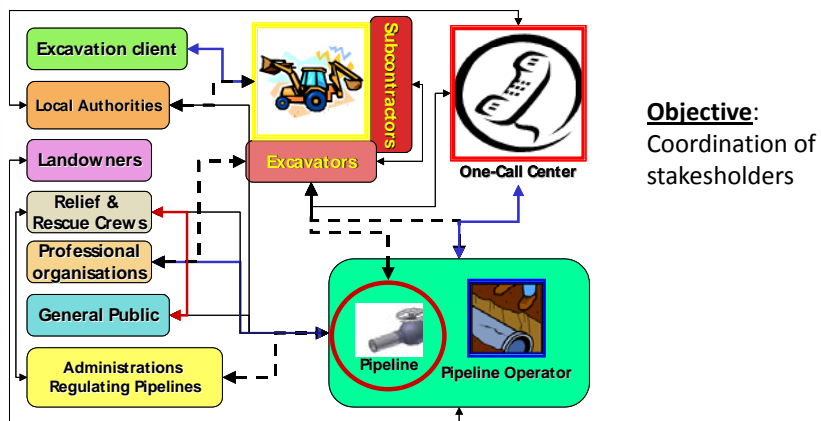 Excavation client
Local Authorities
Landowners
Relief &
Rescue Crews
Professional
organisations
General Public
Administrations
Regulating Pipelines
Subcontractors
Excavators
One-Call Center
Pipeline
Pipeline Operator
Objective:
Coordination of
stakesholders